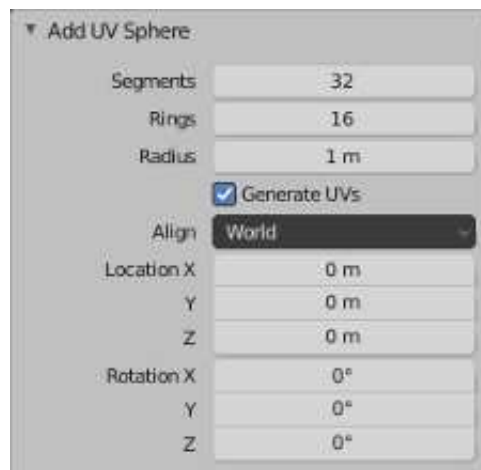 Add UV Sphere
Segments 32
Rings 16
Radius 1 m
Generate UVs
Align World
Location X 0 m
Y 0 m
Z 0 m
Rotation X 0°
Y 0°
Z 0°